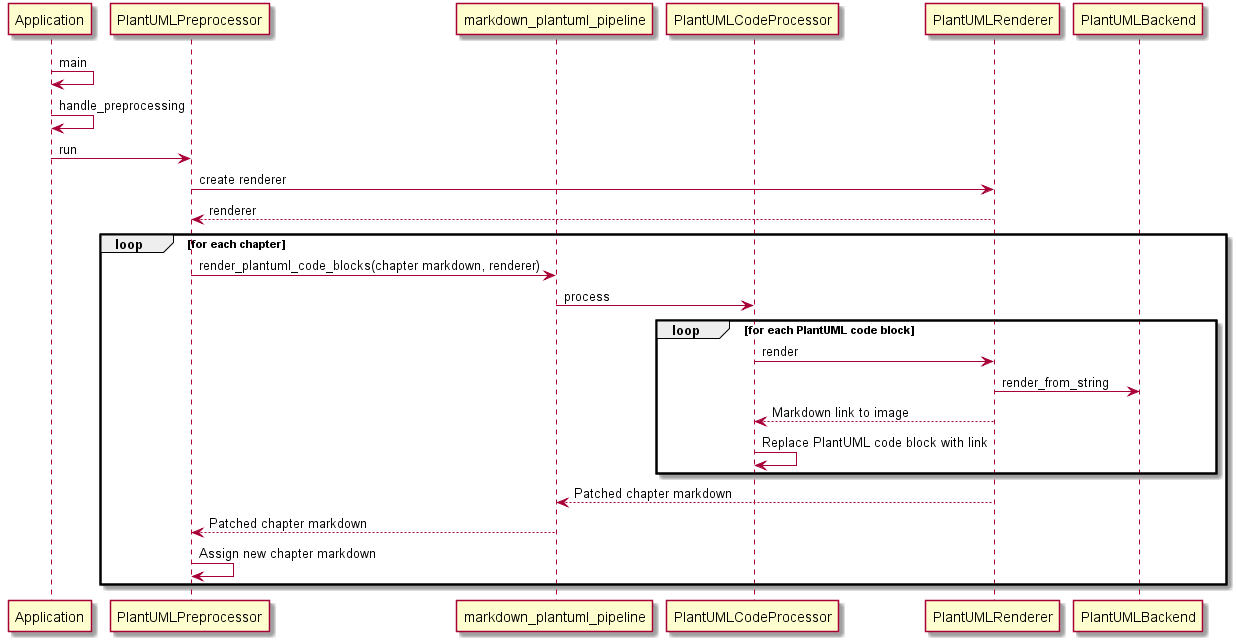 Application PlantUMLPreprocessor markdown_plantuml_pipeline PlantUMLCodeProcessor PlantUMLRenderer PlantUMLBackend
main
handle_preprocessing
run
create renderer
renderer
loop [for each chapter]
render_plantuml_code_blocks(chapter markdown, renderer)
process
loop [for each PlantUML code block]
render
render_from_string
Markdown link to image
Replace PlantUML code block with link
Patched chapter markdown
Patched chapter markdown
Assign new chapter markdown
Application PlantUMLPreprocessor markdown_plantuml_pipeline PlantUMLCodeProcessor PlantUMLRenderer PlantUMLBackend